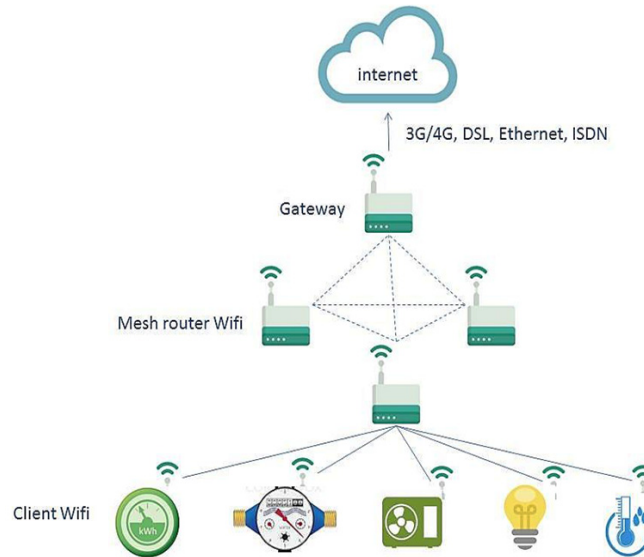 internet
3G/4G, DSL, Ethernet, ISDN
Gateway
Mesh router Wifi
Client Wifi
kWh